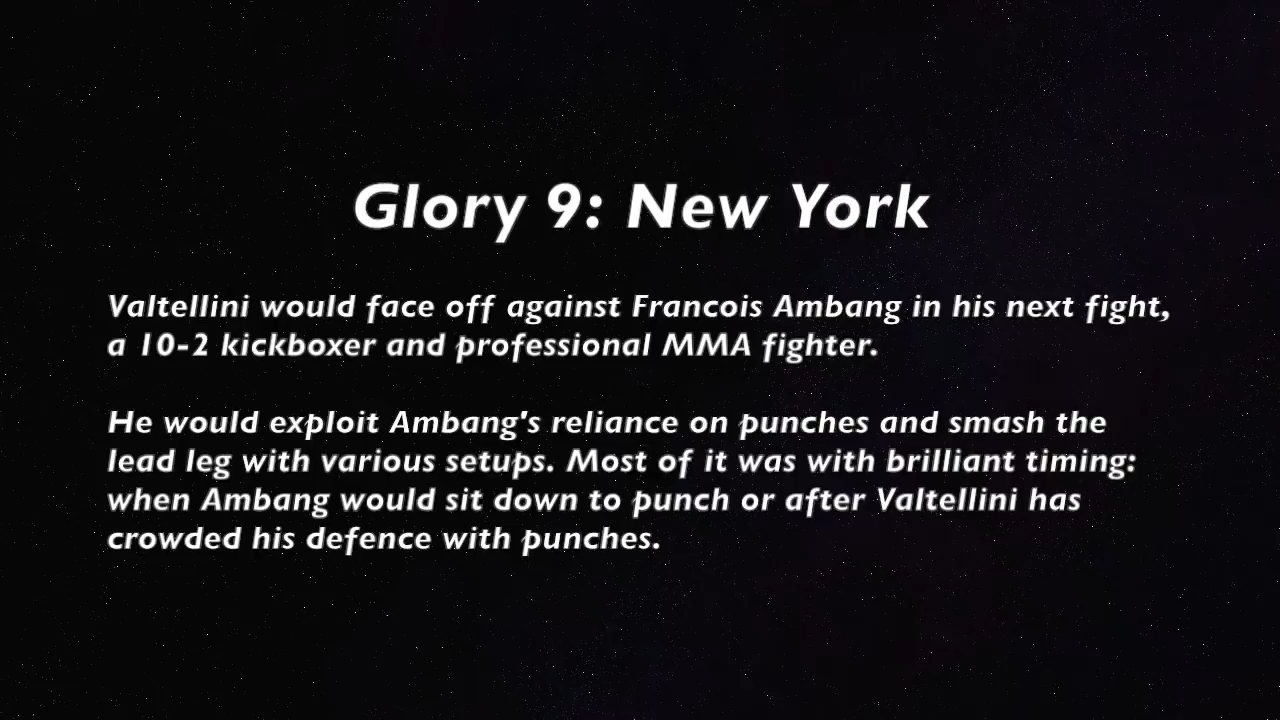 Glory 9: New York
Valtellini would face off against Francois Ambang in his next fight,
a 10-2 kickboxer and professional MMA fighter.
He would exploit Ambang's reliance on punches and smash the
lead leg with various setups. Most of it was with brilliant timing:
when Ambang would sit down to punch or after Valtellini has
crowded his defence with punches.